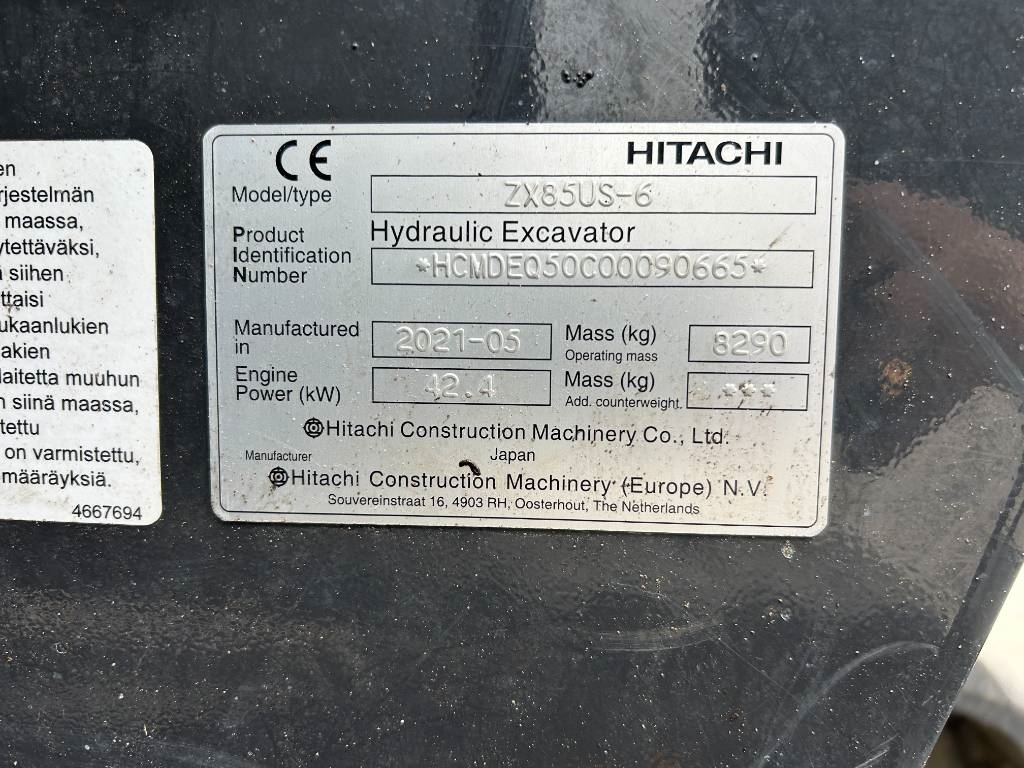 en
rjestelmän
maassa,
ytettäväksi,
siihen
ttaisi
ukaanlukien
akien
laitetta muuhun
n siinä maassa,
tettu
on varmistettu,
määräyksiä.
4667694
CE HITACHI
Model/type ZX85US-6
Product Hydraulic Excavator
Identification
Number *HCMDEQ50C00090665*
Manufactured
in 2021-05 Mass (kg)
Operating mass 8290
Engine
Power (kW) 42.4 Mass (kg)
Add. counterweight. ***
Hitachi Construction Machinery Co., Ltd.
Japan
Manufacturer
Hitachi Construction Machinery (Europe) N.V.
Souvereinstraat 16, 4903 RH, Oosterhout, The Netherlands